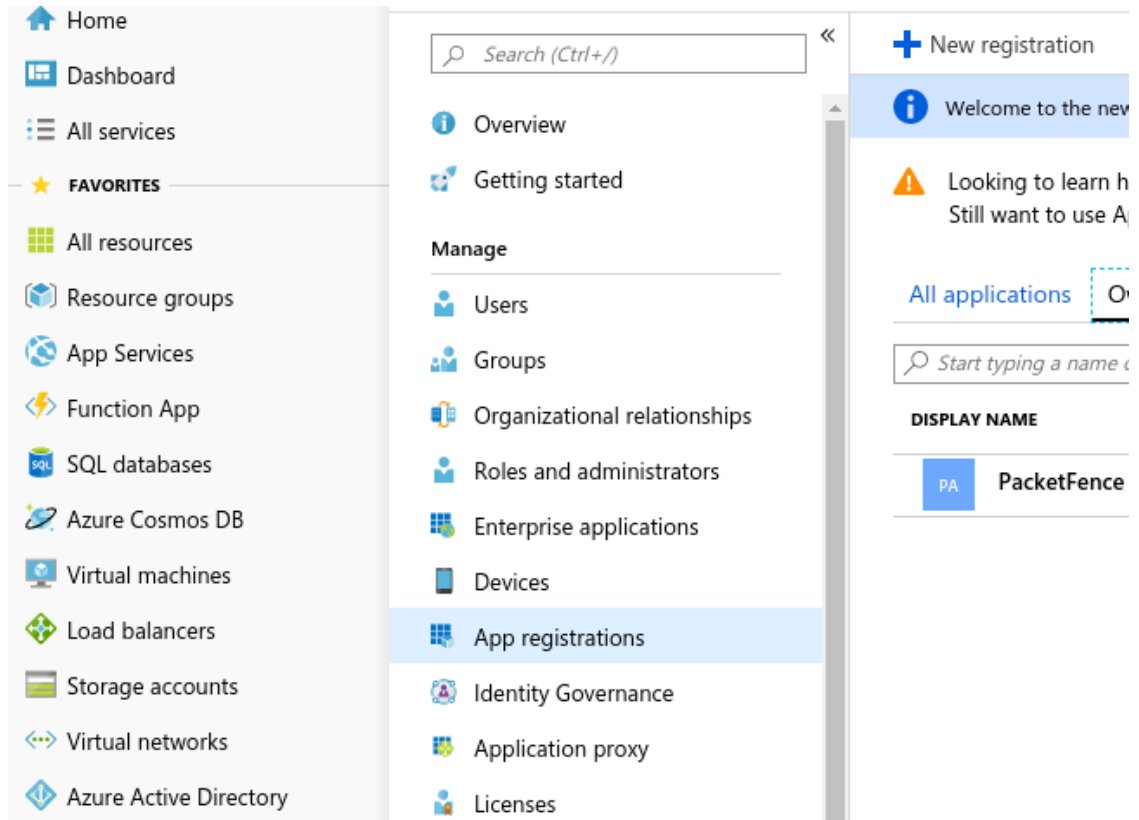 Home
Dashboard
All services
FAVORITES
All resources
Resource groups
App Services
Function App
SQL databases
Azure Cosmos DB
Virtual machines
Load balancers
Storage accounts
Virtual networks
Azure Active Directory
Search (Ctrl+/)
Overview
Getting started
Manage
Users
Groups
Organizational relationships
Roles and administrators
Enterprise applications
Devices
App registrations
Identity Governance
Application proxy
Licenses
New registration
Welcome to the new
Looking to learn h
Still want to use A
All applications
Start typing a name
DISPLAY NAME
PA PacketFence